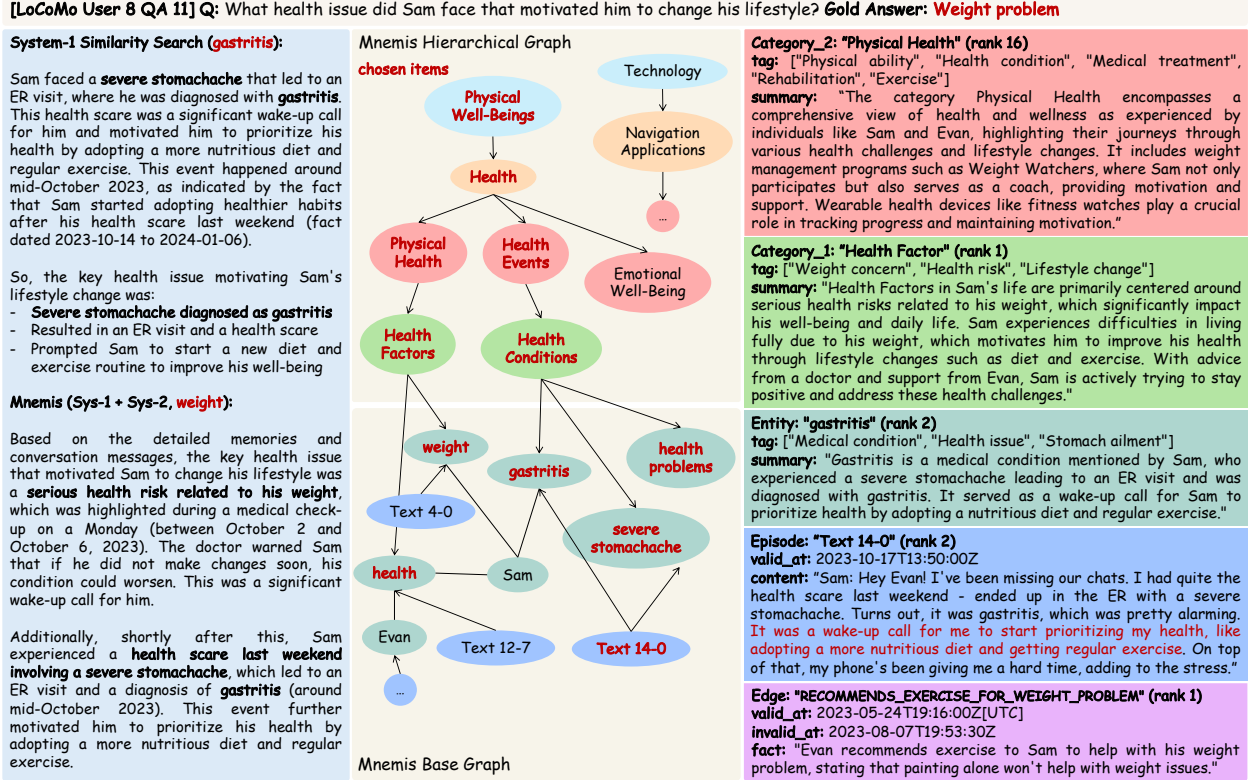 [LoCoMo User 8 QA 11] Q: What health issue did Sam face that motivated him to change his lifestyle? Gold Answer: Weight problem
System-1 Similarity Search (gastritis):
Sam faced a severe stomachache that led to an
ER visit, where he was diagnosed with gastritis.
This health scare was a significant wake-up call
for him and motivated him to prioritize his
health by adopting a more nutritious diet and
regular exercise. This event happened around
mid-October 2023, as indicated by the fact
that Sam started adopting healthier habits
after his health scare last weekend (fact
dated 2023-10-14 to 2024-01-06).
So, the key health issue motivating Sam's
lifestyle change was:
- Severe stomachache diagnosed as gastritis
- Resulted in an ER visit and a health scare
- Prompted Sam to start a new diet and
exercise routine to improve his well-being
Mnemis (Sys-1 + Sys-2, weight):
Based on the detailed memories and
conversation messages, the key health issue
that motivated Sam to change his lifestyle was
a serious health risk related to his weight,
which was highlighted during a medical check-
up on a Monday (between October 2 and
October 6, 2023). The doctor warned Sam
that if he did not make changes soon, his
condition could worsen. This was a significant
wake-up call for him.
Additionally, shortly after this, Sam
experienced a health scare last weekend
involving a severe stomachache, which led to an
ER visit and a diagnosis of gastritis (around
mid-October 2023). This event further
motivated him to prioritize his health by
adopting a more nutritious diet and regular
exercise.
Mnemis Hierarchical Graph
chosen items
Technology
Physical
Well-Beings
Navigation
Applications
Health
...
Physical
Health
Health
Events
Emotional
Well-Being
Health
Factors
Health
Conditions
weight
gastritis
health
problems
Text 4-0
severe
stomachache
health
Sam
Evan
Text 12-7
Text 14-0
...
Mnemis Base Graph
Category_2: "Physical Health" (rank 16)
tag: ["Physical ability", "Health condition", "Medical treatment",
"Rehabilitation", "Exercise"]
summary: "The category Physical Health encompasses a
comprehensive view of health and wellness as experienced by
individuals like Sam and Evan, highlighting their journeys through
various health challenges and lifestyle changes. It includes weight
management programs such as Weight Watchers, where Sam not only
participates but also serves as a coach, providing motivation and
support. Wearable health devices like fitness watches play a crucial
role in tracking progress and maintaining motivation."
Category_1: "Health Factor" (rank 1)
tag: ["Weight concern", "Health risk", "Lifestyle change"]
summary: "Health Factors in Sam's life are primarily centered around
serious health risks related to his weight, which significantly impact
his well-being and daily life. Sam experiences difficulties in living
fully due to his weight, which motivates him to improve his health
through lifestyle changes such as diet and exercise. With advice
from a doctor and support from Evan, Sam is actively trying to stay
positive and address these health challenges."
Entity: "gastritis" (rank 2)
tag: ["Medical condition", "Health issue", "Stomach ailment"]
summary: "Gastritis is a medical condition mentioned by Sam, who
experienced a severe stomachache leading to an ER visit and was
diagnosed with gastritis. It served as a wake-up call for Sam to
prioritize health by adopting a nutritious diet and regular exercise."
Episode: "Text 14-0" (rank 2)
valid_at: 2023-10-17T13:50:00Z
content: "Sam: Hey Evan! I've been missing our chats. I had quite the
health scare last weekend - ended up in the ER with a severe
stomachache. Turns out, it was gastritis, which was pretty alarming.
It was a wake-up call for me to start prioritizing my health, like
adopting a more nutritious diet and getting regular exercise. On top
of that, my phone's been giving me a hard time, adding to the stress."
Edge: "RECOMMENDS_EXERCISE_FOR_WEIGHT_PROBLEM" (rank 1)
valid_at: 2023-05-24T19:16:00Z[UTC]
invalid_at: 2023-08-07T19:53:30Z
fact: "Evan recommends exercise to Sam to help with his weight
problem, stating that painting alone won't help with weight issues."